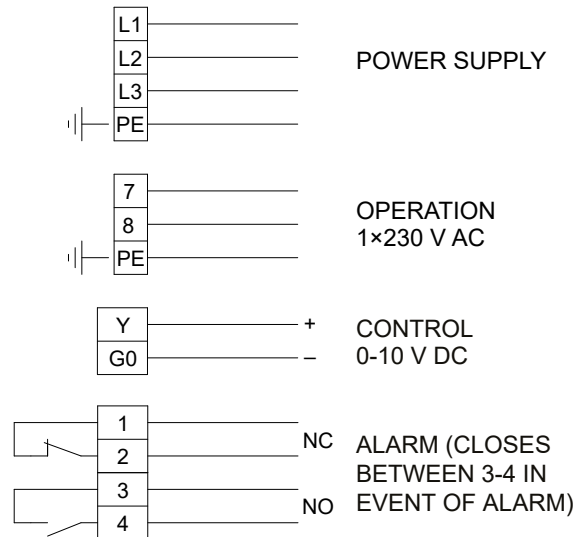 L1
L2
L3
PE
POWER SUPPLY
7
8
PE
OPERATION
1×230 V AC
Y
G0
+
–
CONTROL
0-10 V DC
1
2
3
4
NC
NO
ALARM (CLOSES
BETWEEN 3-4 IN
EVENT OF ALARM)